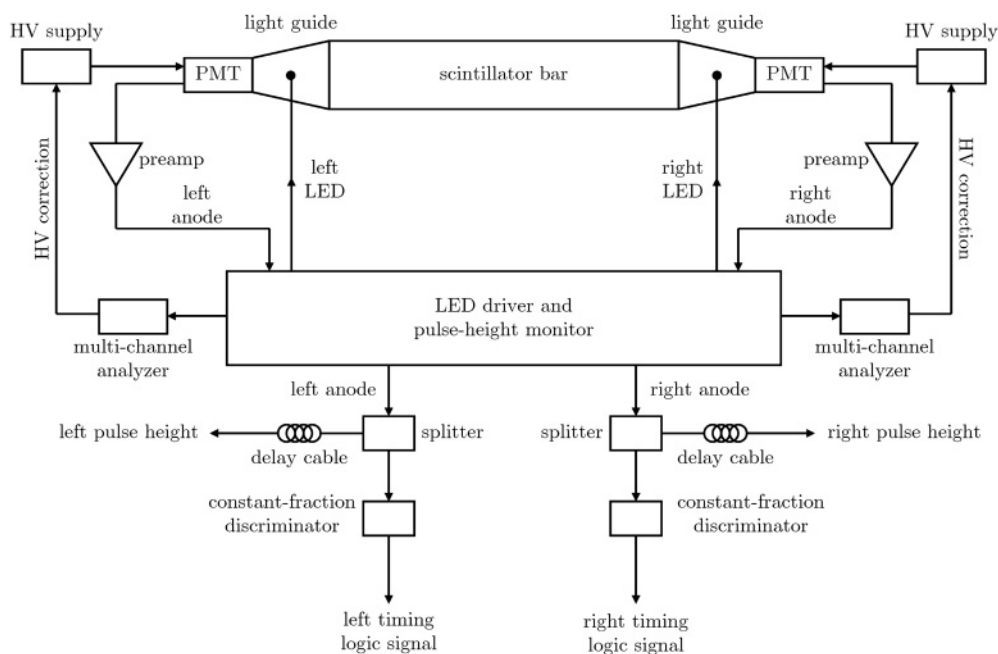 light guide
light guide
HV supply
HV supply
PMT
scintillator bar
PMT
preamp
preamp
left
LED
right
LED
left
anode
right
anode
HV correction
HV correction
LED driver and
pulse-height monitor
multi-channel
analyzer
multi-channel
analyzer
left anode
right anode
left pulse height
splitter
splitter
right pulse height
delay cable
delay cable
constant-fraction
discriminator
constant-fraction
discriminator
left timing
logic signal
right timing
logic signal